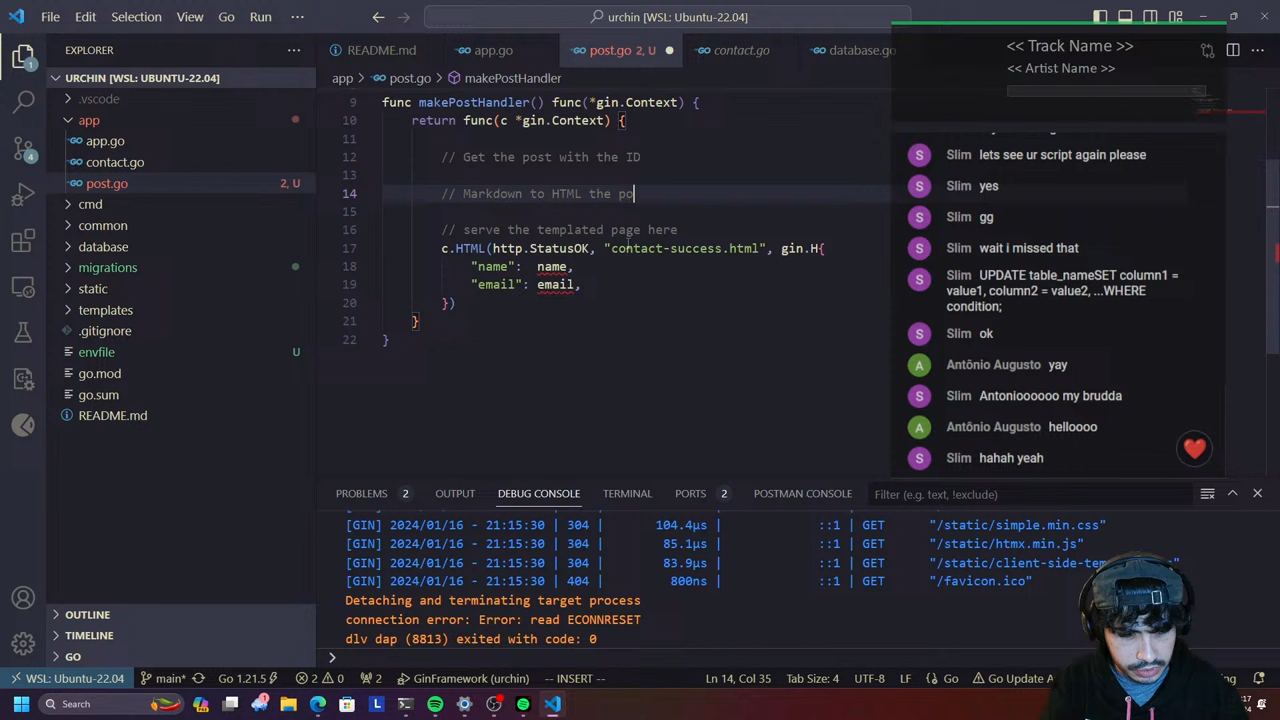 File Edit Selection View Go Run ···
urchin [WSL: Ubuntu-22.04]
EXPLORER
URCHIN [WSL: UBUNTU-22.04]
.vscode
app
app.go
contact.go
post.go 2, U
cmd
common
migrations
static
templates
.gitignore
envfile U
go.mod
go.sum
README.md
OUTLINE
TIMELINE
GO
1
4
README.md app.go post.go 2, U contact.go database.go
app > post.go > makePostHandler
9 func makePostHandler() func(*gin.Context) {
10 return func(c *gin.Context) {
11
12 // Get the post with the ID
13
14 // Markdown to HTML the po
15
16 // serve the templated page here
17 c.HTML(http.StatusOK, "contact-success.html", gin.H{
18 "name": name,
19 "email": email,
20 })
21 }
22 }
<< Track Name >>
<< Artist Name >>
S Slim lets see ur script again please
S Slim yes
S Slim gg
S Slim wait i missed that
S Slim UPDATE table_nameSET column1 =
value1, column2 = value2, ...WHERE
condition;
S Slim ok
A Antônio Augusto yay
S Slim Antonioooooo my brudda
A Antônio Augusto helloooo
S Slim hahah yeah
PROBLEMS 2 OUTPUT DEBUG CONSOLE TERMINAL PORTS 2 POSTMAN CONSOLE Filter (e.g. text, !exclude)
[GIN] 2024/01/16 - 21:15:30 | 304 | 104.4µs | ::1 | GET "/static/simple.min.css"
[GIN] 2024/01/16 - 21:15:30 | 304 | 85.1µs | ::1 | GET "/static/htmx.min.js"
[GIN] 2024/01/16 - 21:15:30 | 304 | 83.9µs | ::1 | GET "/static/client-side-tem
[GIN] 2024/01/16 - 21:15:30 | 404 | 800ns | ::1 | GET "/favicon.ico"
Detaching and terminating target process
connection error: Error: read ECONNRESET
dlv dap (8813) exited with code: 0
WSL: Ubuntu-22.04 main* Go 1.21.5 2 0 2 GinFramework (urchin) -- INSERT -- Ln 14, Col 35 Tab Size: 4 UTF-8 LF Go Go Update
Search